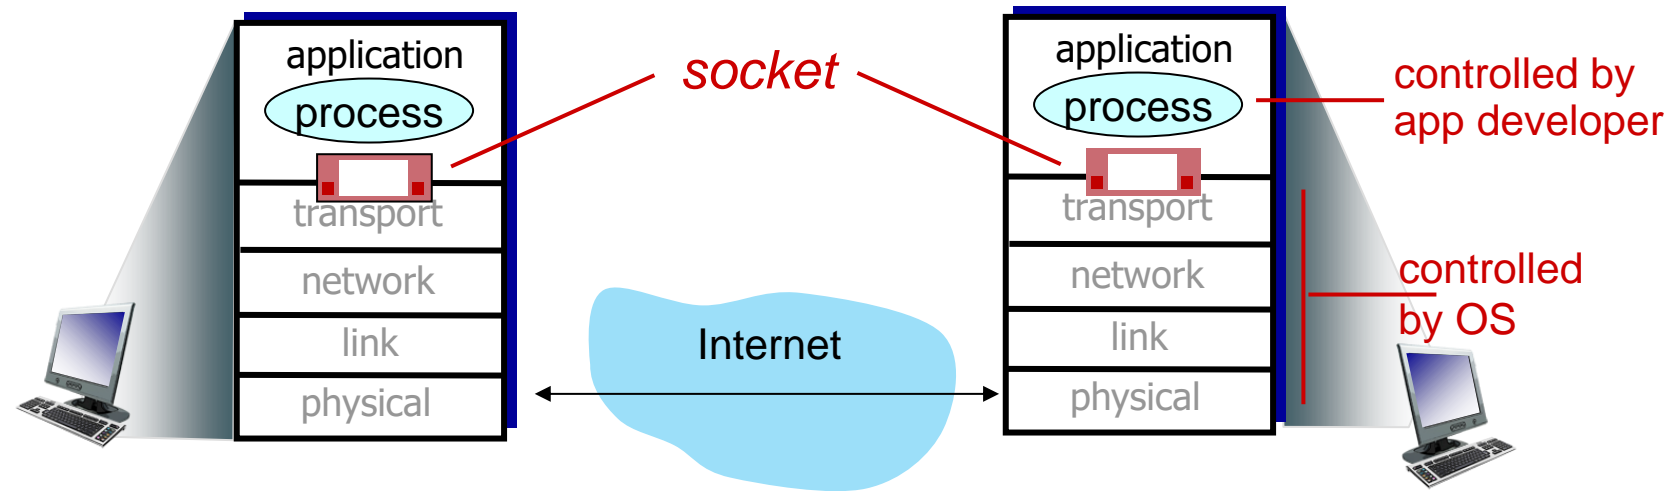 application
process
transport
network
link
physical
socket
Internet
application
process
transport
network
link
physical
controlled by
app developer
controlled
by OS